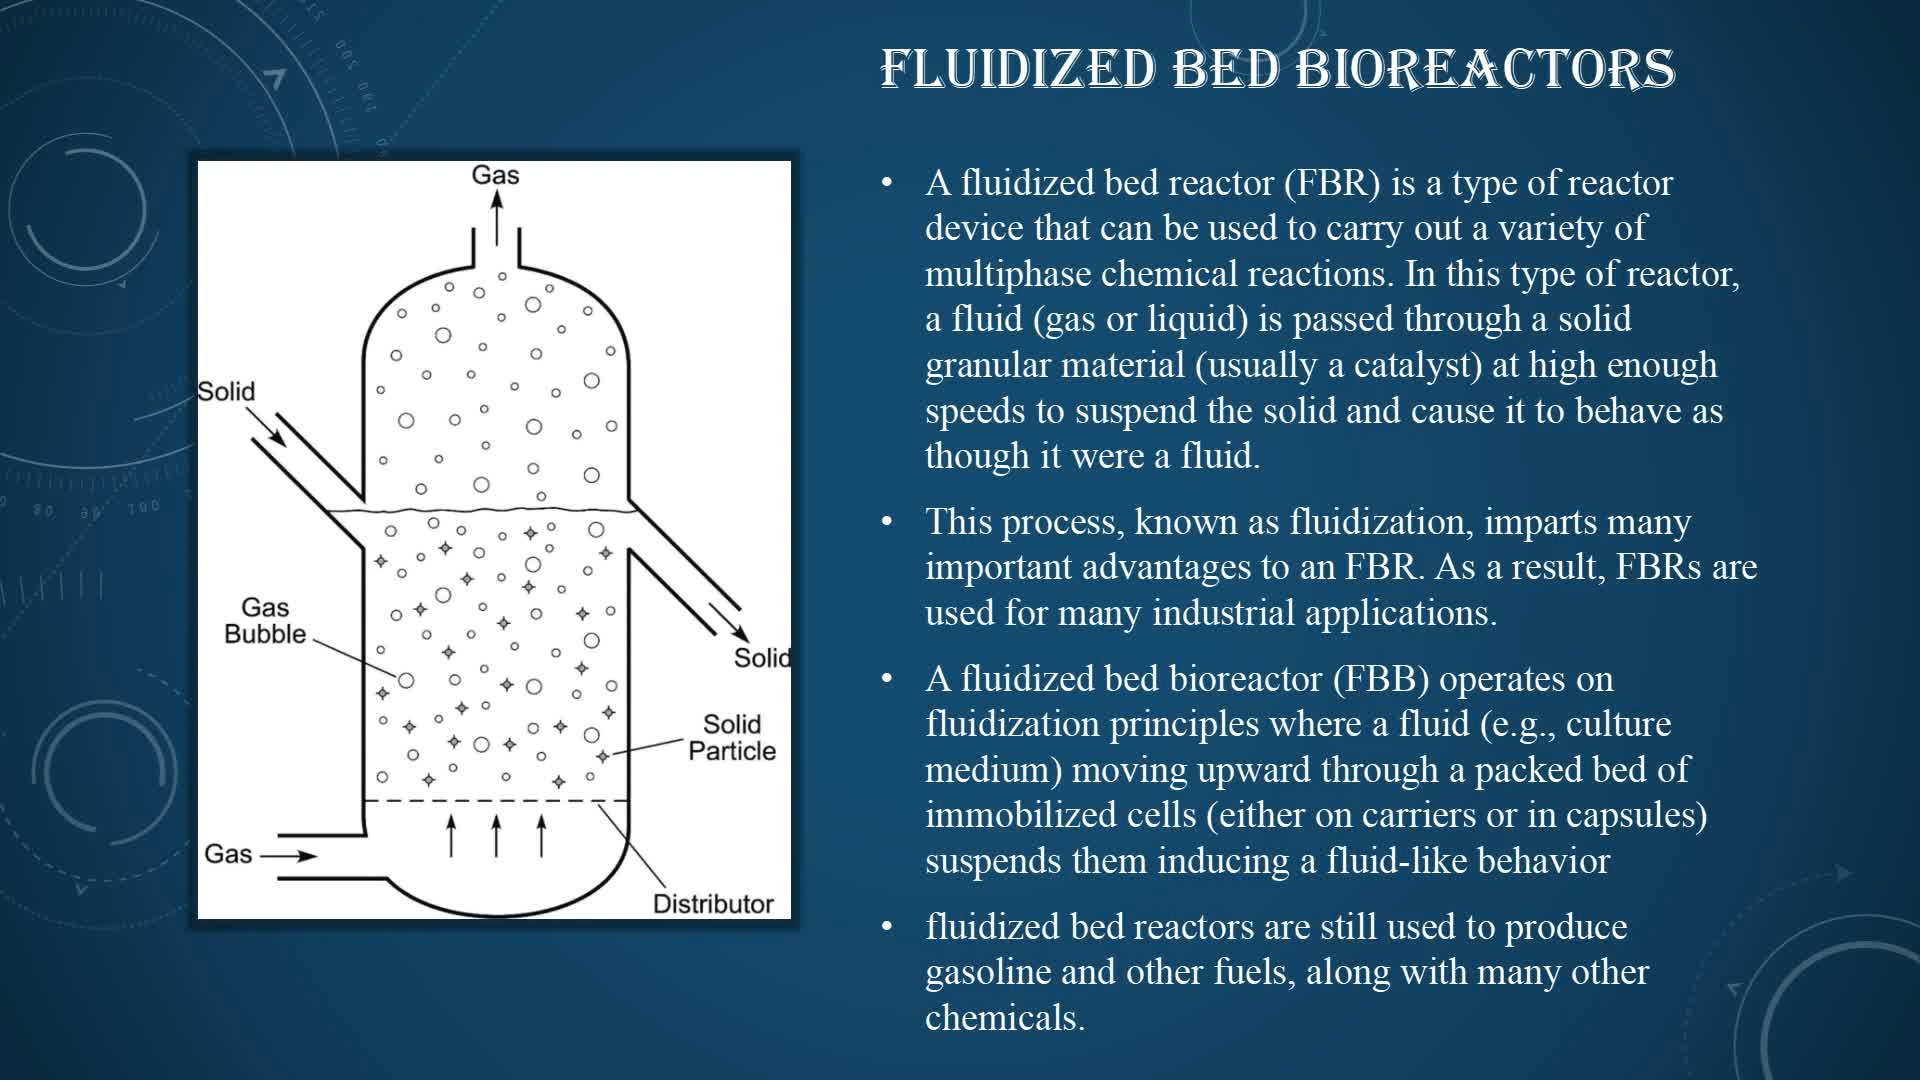 FLUIDIZED BED BIOREACTORS
Gas
Solid
Gas
Bubble
Solid
Solid
Particle
Gas
Distributor
• A fluidized bed reactor (FBR) is a type of reactor
device that can be used to carry out a variety of
multiphase chemical reactions. In this type of reactor,
a fluid (gas or liquid) is passed through a solid
granular material (usually a catalyst) at high enough
speeds to suspend the solid and cause it to behave as
though it were a fluid.
• This process, known as fluidization, imparts many
important advantages to an FBR. As a result, FBRs are
used for many industrial applications.
• A fluidized bed bioreactor (FBB) operates on
fluidization principles where a fluid (e.g., culture
medium) moving upward through a packed bed of
immobilized cells (either on carriers or in capsules)
suspends them inducing a fluid-like behavior
• fluidized bed reactors are still used to produce
gasoline and other fuels, along with many other
chemicals.